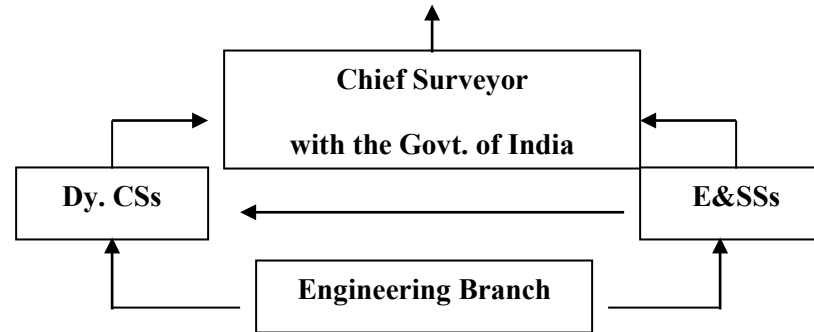 Chief Surveyor
with the Govt. of India
Dy. CSs
E&SSs
Engineering Branch